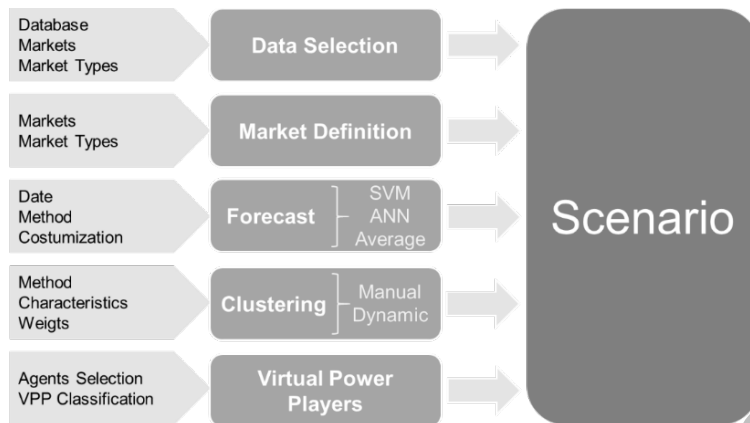 Database
Markets
Market Types
Data Selection
Markets
Market Types
Market Definition
Date
Method
Costumization
Forecast
SVM
ANN
Average
Method
Characteristics
Weigts
Clustering
Manual
Dynamic
Agents Selection
VPP Classification
Virtual Power
Players
Scenario